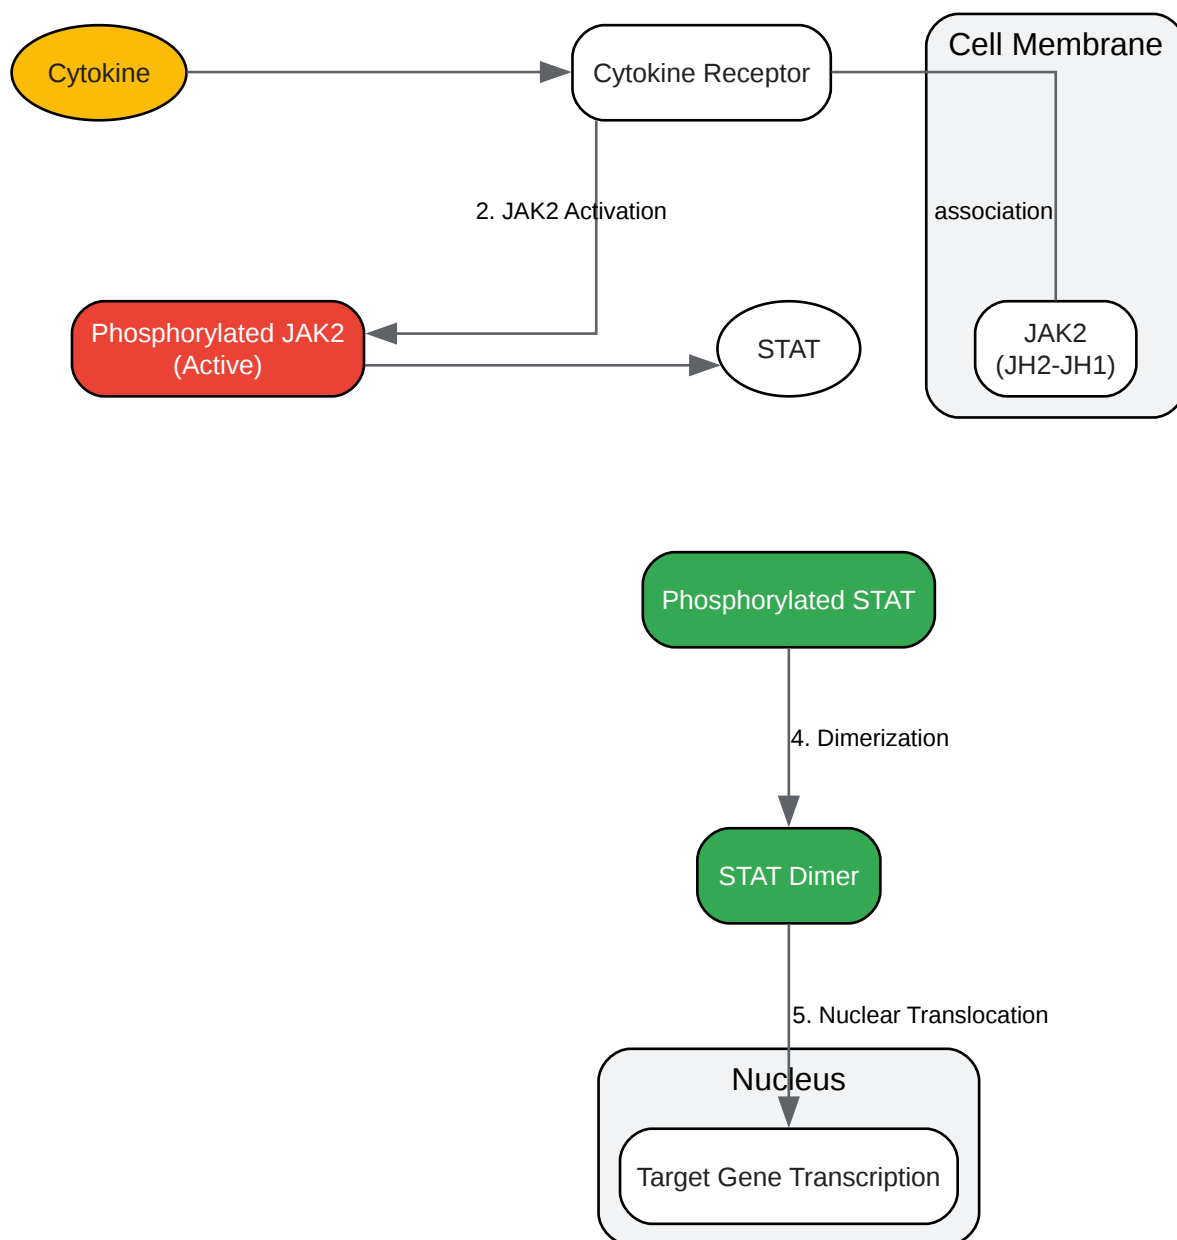 Cell Membrane
Cytokine
Cytokine Receptor
2. JAK2 Activation
association
Phosphorylated JAK2
(Active)
STAT
JAK2
(JH2-JH1)
Phosphorylated STAT
4. Dimerization
STAT Dimer
5. Nuclear Translocation
Nucleus
Target Gene Transcription